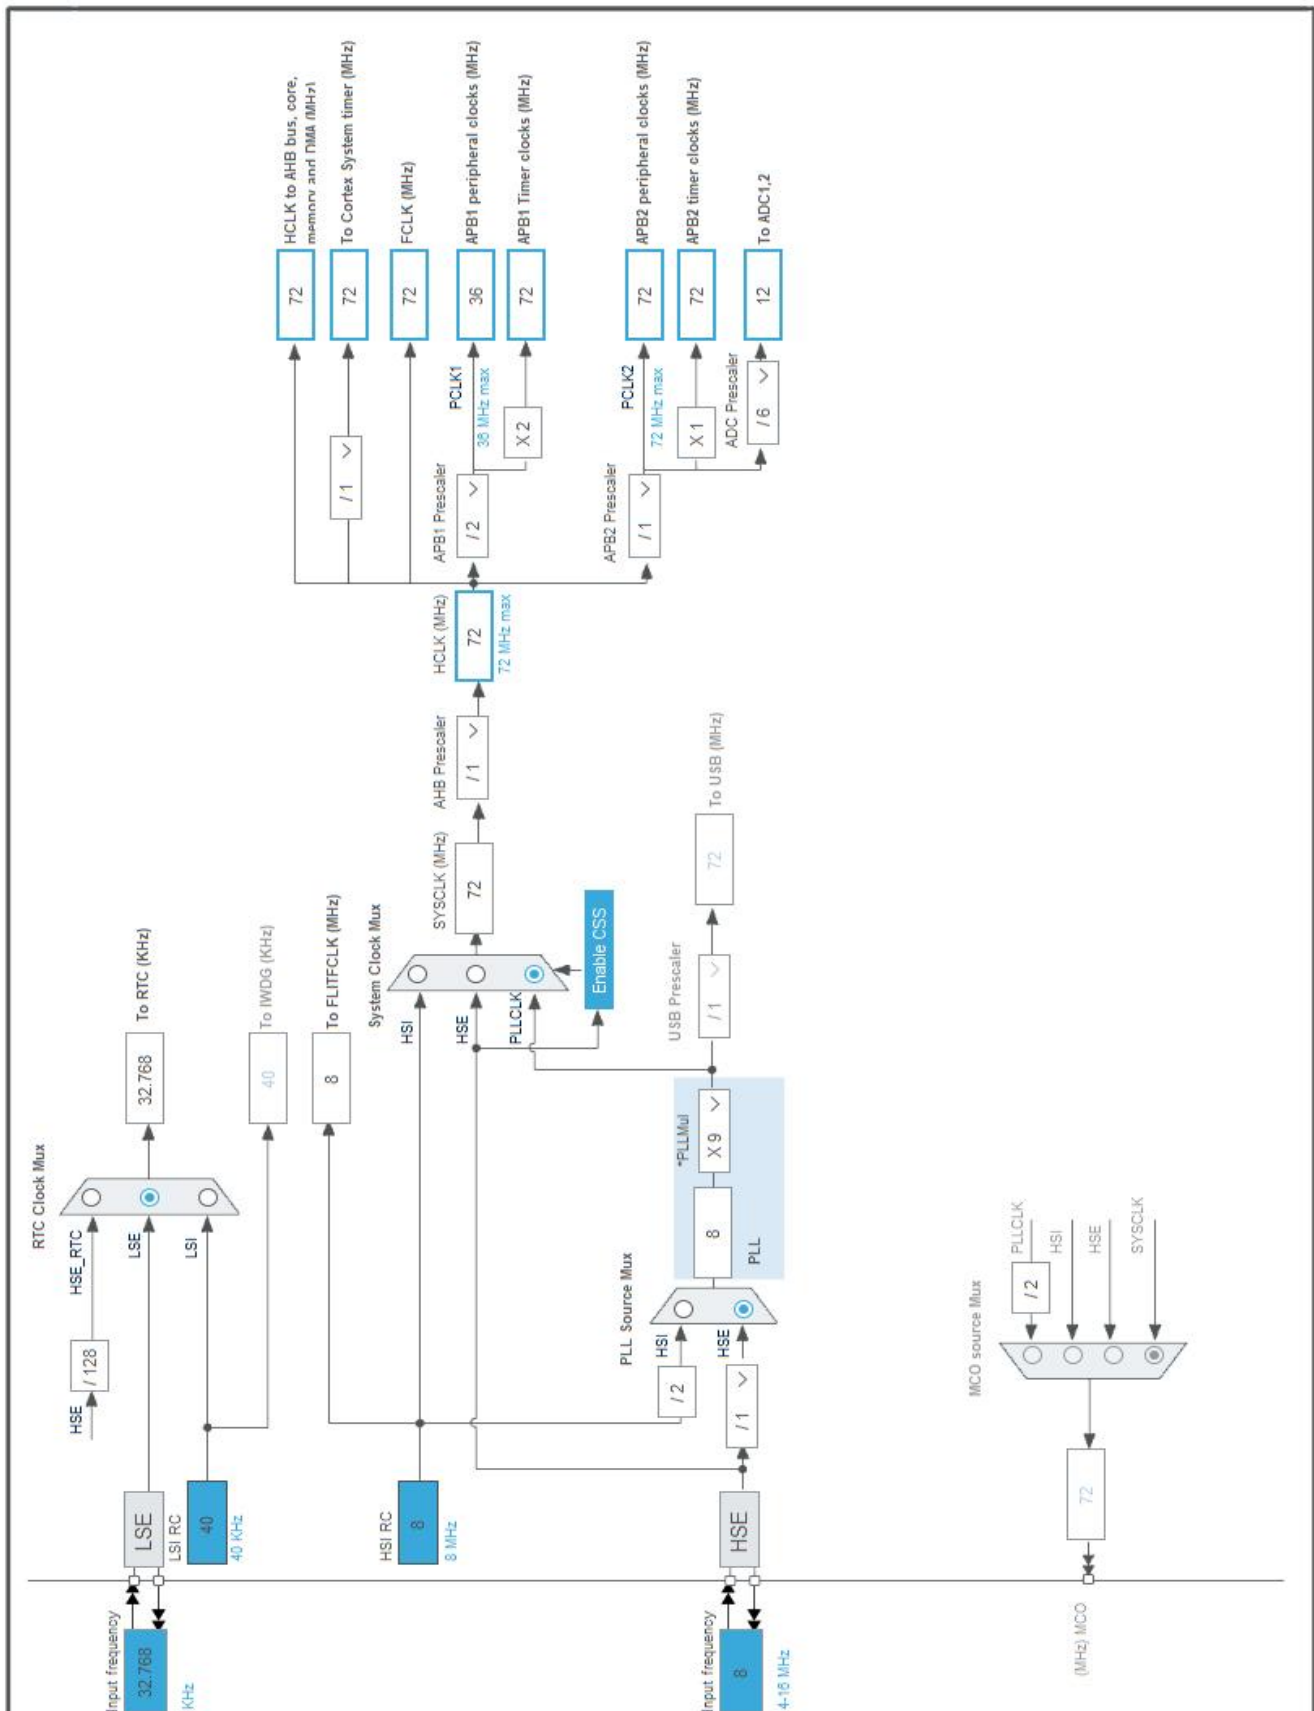 RTC Clock Mux
HSE
/ 128
HSE_RTC
Input frequency
32.768
KHz
LSE
LSE
32.768
To RTC (KHz)
LSI RC
40
40 KHz
LSI
40
To IWDG (KHz)
8
To FLITFCLK (MHz)
HSI RC
8
8 MHz
System Clock Mux
HSI
HSE
PLLCLK
Enable CSS
SYSCLK (MHz)
72
AHB Prescaler
/ 1
HCLK (MHz)
72
72 MHz max
72
HCLK to AHB bus, core,
memory and DMA (MHz)
/ 1
72
To Cortex System timer (MHz)
72
FCLK (MHz)
APB1 Prescaler
/ 2
PCLK1
36 MHz max
36
APB1 peripheral clocks (MHz)
X 2
72
APB1 Timer clocks (MHz)
APB2 Prescaler
/ 1
PCLK2
72 MHz max
72
APB2 peripheral clocks (MHz)
X 1
72
APB2 timer clocks (MHz)
ADC Prescaler
/ 6
12
To ADC1,2
PLL Source Mux
/ 2
HSI
Input frequency
8
4-16 MHz
HSE
/ 1
HSE
8
*PLLMul
X 9
PLL
USB Prescaler
/ 1
72
To USB (MHz)
MCO source Mux
/ 2
PLLCLK
HSI
HSE
SYSCLK
72
(MHz) MCO